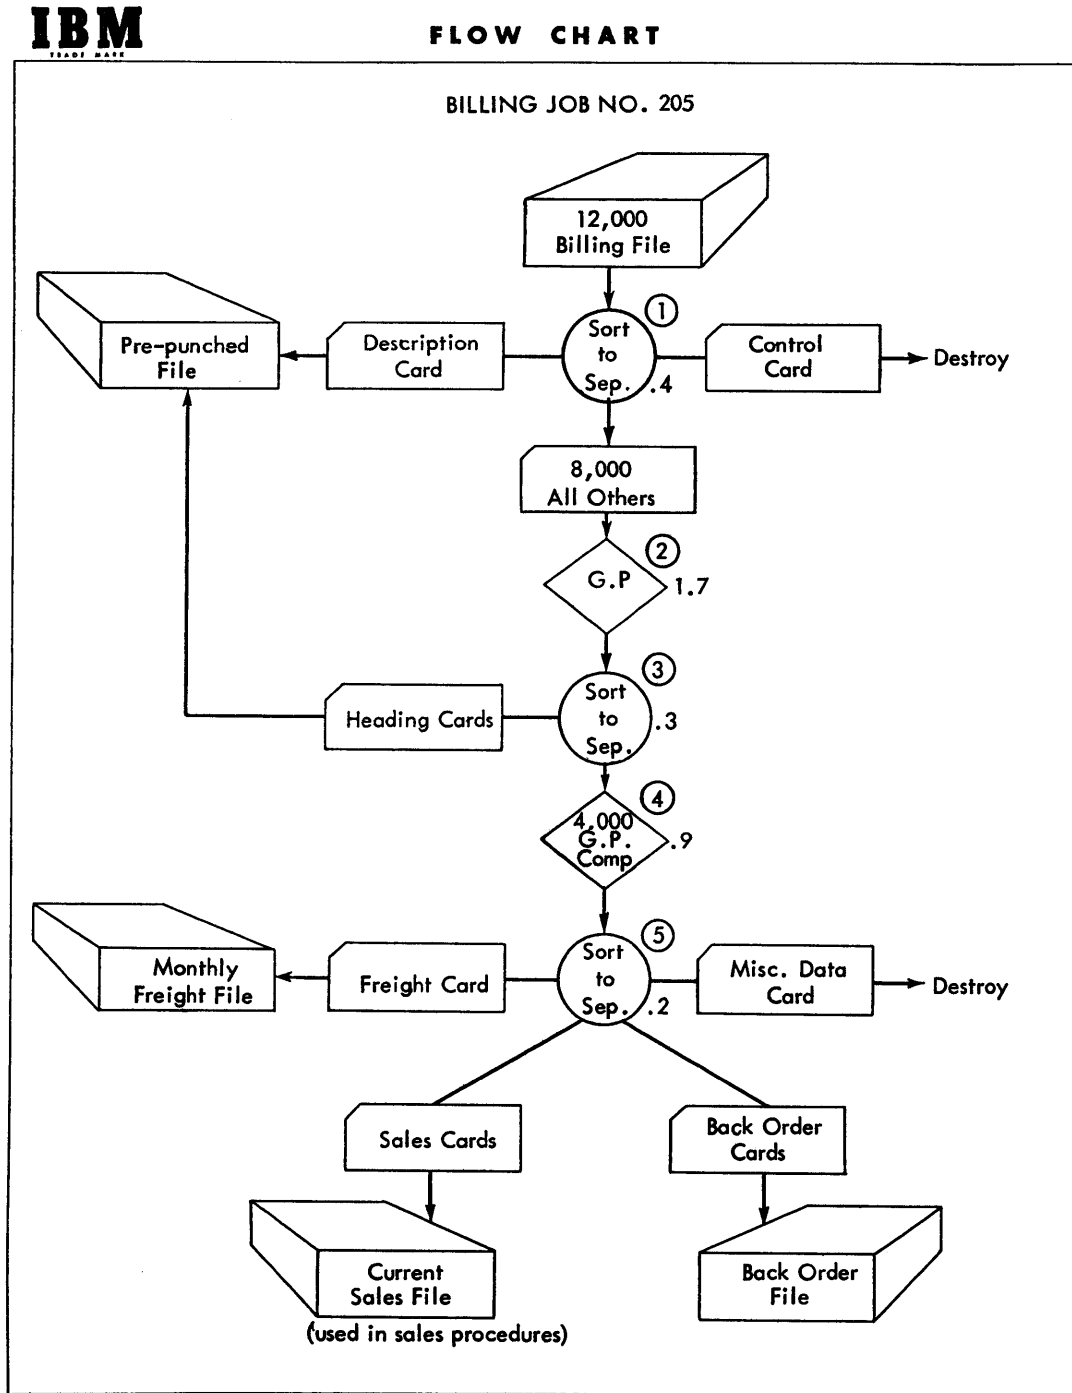 IBM
TRADE MARK
FLOW CHART
BILLING JOB NO. 205
12,000
Billing File
1
Sort
to
Sep. .4
Description
Card
Pre-punched
File
Control
Card
Destroy
8,000
All Others
2
G.P
1.7
3
Sort
to
Sep.
.3
Heading Cards
4
4,000
G.P.
Comp
.9
5
Sort
to
Sep. .2
Freight Card
Monthly
Freight File
Misc. Data
Card
Destroy
Sales Cards
Back Order
Cards
Current
Sales File
(used in sales procedures)
Back Order
File